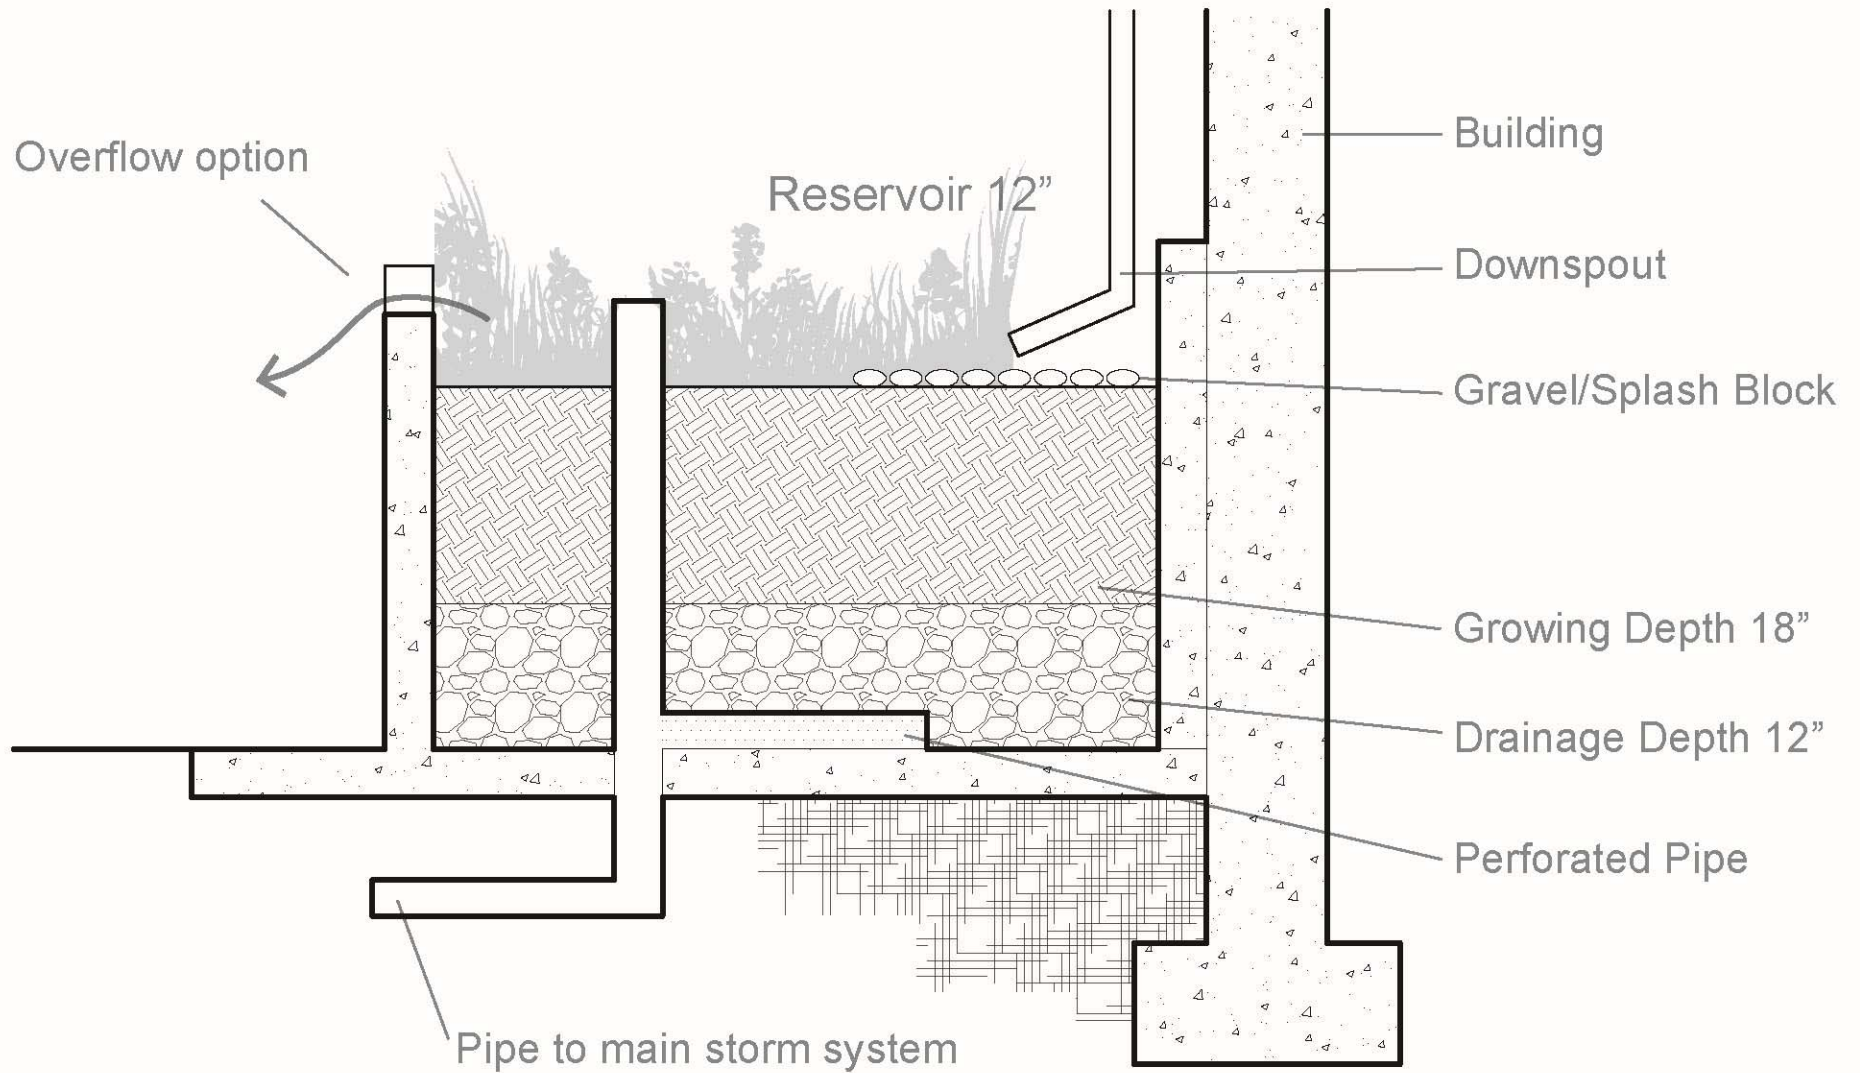 Overflow option
Reservoir 12”
Building
Downspout
Gravel/Splash Block
Growing Depth 18”
Drainage Depth 12”
Perforated Pipe
Pipe to main storm system